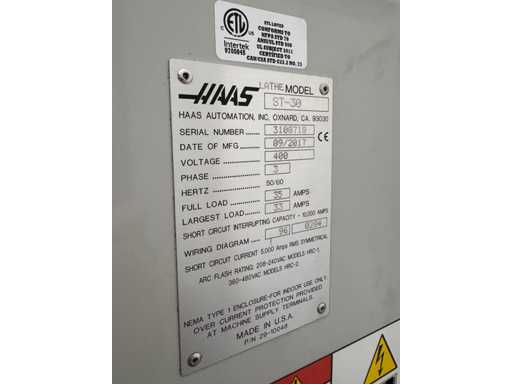 ETL LISTED
CONFORMS TO
NFPA STD 79
ANSI/UL STD 508
UL SUBJECT 2011
CERTIFIED TO
CAN/CSA STD-C22.2 NO. 73
C US
Intertek
9700845
HAAS LATHE MODEL
ST-30
HAAS AUTOMATION, INC. OXNARD, CA. 93030
SERIAL NUMBER 3108719
DATE OF MFG 09/2017
VOLTAGE 400
PHASE 3
HERTZ 50/60
FULL LOAD 35 AMPS
LARGEST LOAD 33 AMPS
SHORT CIRCUIT INTERRUPTING CAPACITY - 10,000 AMPS
WIRING DIAGRAM 96 0284
SHORT CIRCUIT CURRENT 5,000 Amps RMS SYMMETRICAL
ARC FLASH RATING: 208-240VAC MODELS HRC-1,
380-480VAC MODELS HRC-2.
NEMA TYPE 1 ENCLOSURE-FOR INDOOR USE ONLY
OVER CURRENT PROTECTION PROVIDED
AT MACHINE SUPPLY TERMINALS.
MADE IN U.S.A.
P/N 29-10048